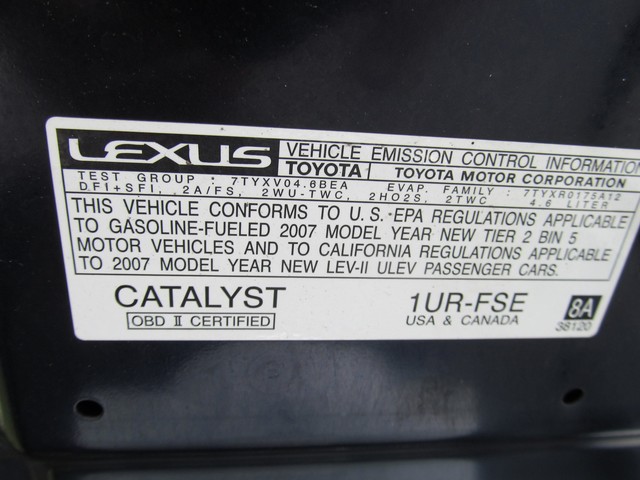 LEXUS VEHICLE EMISSION CONTROL INFORMATION
TOYOTA TOYOTA MOTOR CORPORATION
TEST GROUP : 7TYXV04.6BEA EVAP. FAMILY : 7TYXR0175A12
DFI+SFI, 2A/FS, 2WU-TWC, 2HO2S, 2TWC 4.6 LITER
THIS VEHICLE CONFORMS TO U.S. EPA REGULATIONS APPLICABLE
TO GASOLINE-FUELED 2007 MODEL YEAR NEW TIER 2 BIN 5
MOTOR VEHICLES AND TO CALIFORNIA REGULATIONS APPLICABLE
TO 2007 MODEL YEAR NEW LEV-II ULEV PASSENGER CARS.
CATALYST 1UR-FSE 8A
OBD II CERTIFIED USA & CANADA 38120